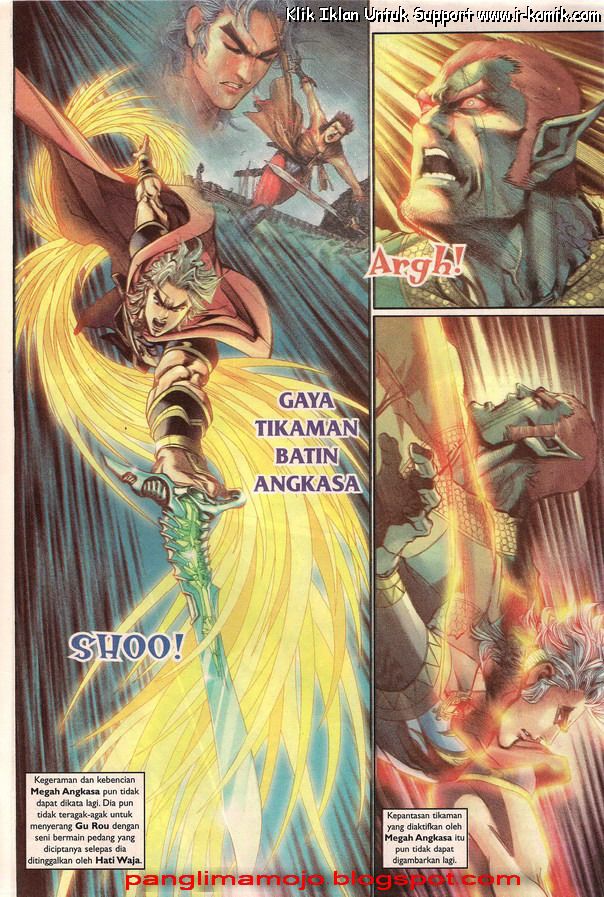 Klik Iklan Untuk Support www.ir-komik.com
Argh!
GAYA
TIKAMAN
BATIN
ANGKASA
SHOO!
Kegeraman dan kebencian
Megah Angkasa pun tidak
dapat dikata lagi. Dia pun
tidak teragak-agak untuk
menyerang Gu Rou dengan
seni bermain pedang yang
diciptanya selepas dia
ditinggalkan oleh Hati Waja.
Kepantasan tikaman
yang diaktifkan oleh
Megah Angkasa itu
pun tidak dapat
digambarkan lagi.
panglimamojo.blogspot.com